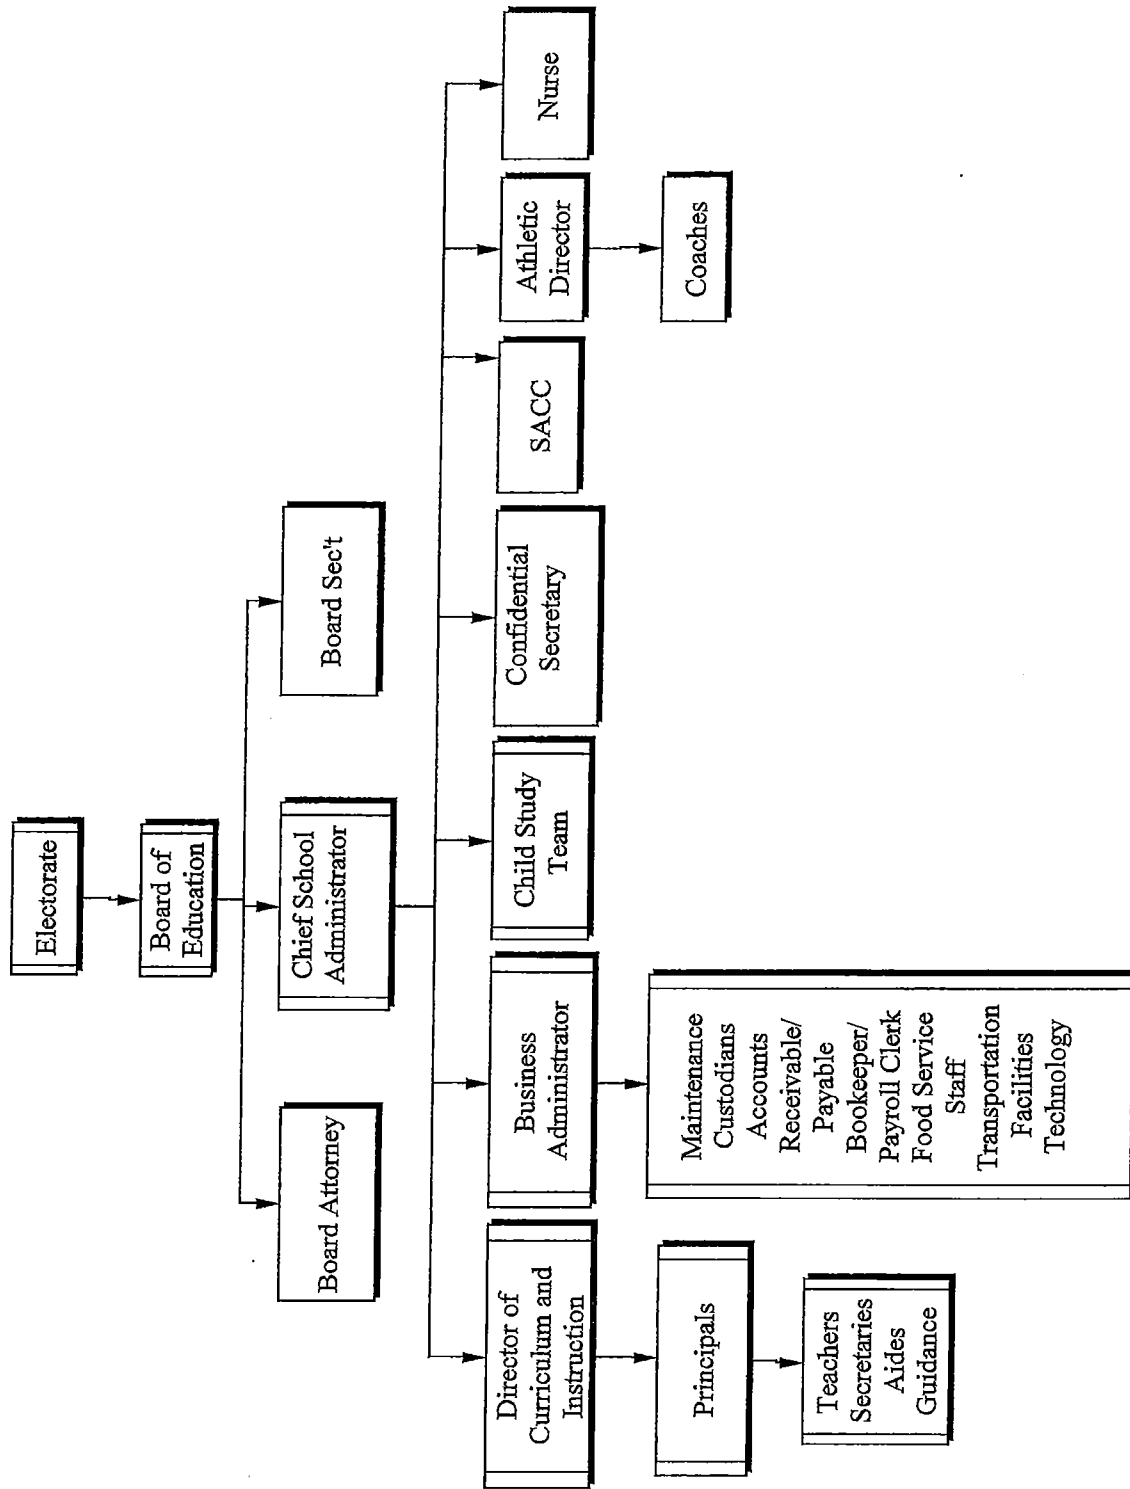 Electorate
Board of
Education
Board Attorney
Chief School
Administrator
Board Sec't
Director of
Curriculum and
Instruction
Business
Administrator
Child Study
Team
Confidential
Secretary
SACC
Athletic
Director
Nurse
Principals
Maintenance
Custodians
Accounts
Receivable/
Payable
Bookeeper/
Payroll Clerk
Food Service
Staff
Transportation
Facilities
Technology
Coaches
Teachers
Secretaries
Aides
Guidance